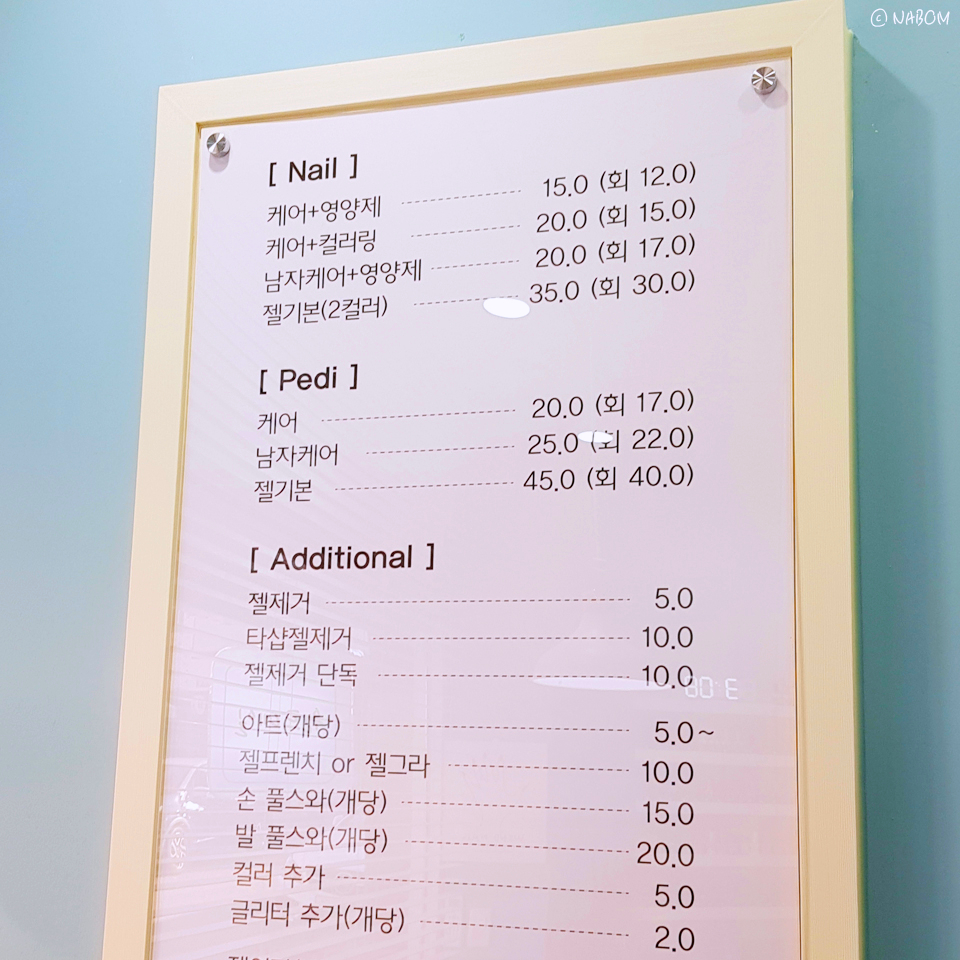 © NABOM
[ Nail ]
케어+영양제 15.0 (회 12.0)
케어+컬러링 20.0 (회 15.0)
남자케어+영양제 20.0 (회 17.0)
젤기본(2컬러) 35.0 (회 30.0)
[ Pedi ]
케어 20.0 (회 17.0)
남자케어 25.0 (회 22.0)
젤기본 45.0 (회 40.0)
[ Additional ]
젤제거 5.0
타샵젤제거 10.0
젤제거 단독 10.0
아트(개당) 5.0~
젤프렌치 or 젤그라 10.0
손 풀스와(개당) 15.0
발 풀스와(개당) 20.0
컬러 추가 5.0
글리터 추가(개당) 2.0